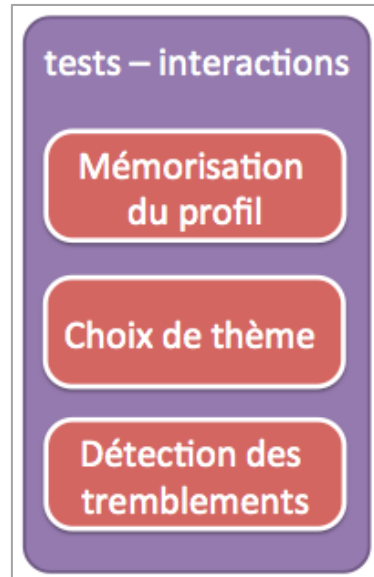 tests – interactions
Mémorisation
du profil
Choix de thème
Détection des
tremblements